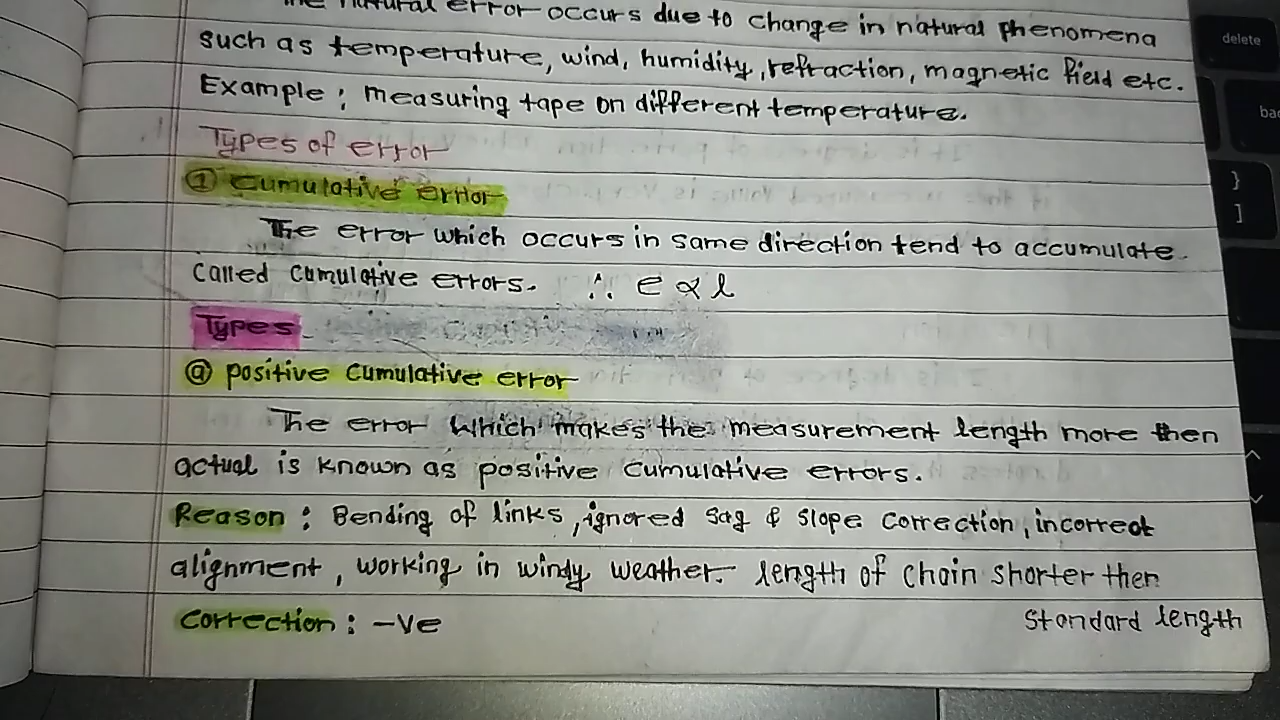 The natural error occurs due to change in natural phenomena
such as temperature, wind, humidity, refraction, magnetic field etc.
Example: measuring tape on different temperature.
Types of error
① cumulative error
The error which occurs in same direction tend to accumulate
called cumulative errors. ∴ e ∝ l
Types
ⓐ positive cumulative error
The error which makes the measurement length more then
actual is known as positive cumulative errors.
Reason: Bending of links, ignored sag & slope correction, incorrect
alignment, working in windy weather. length of chain shorter then
standard length
Correction: -ve
delete
}
]